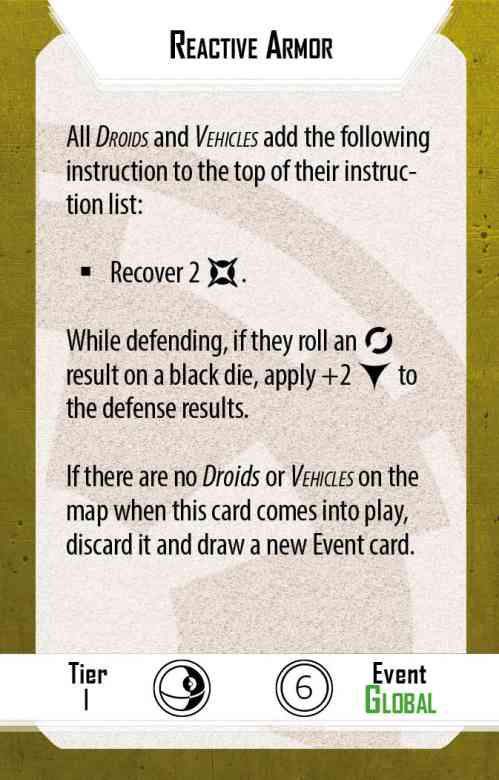 Reactive Armor
All Droids and Vehicles add the following
instruction to the top of their instruc-
tion list:
▪ Recover 2 .
While defending, if they roll an
result on a black die, apply +2 to
the defense results.
If there are no Droids or Vehicles on the
map when this card comes into play,
discard it and draw a new Event card.
Tier
I
6
Event
Global